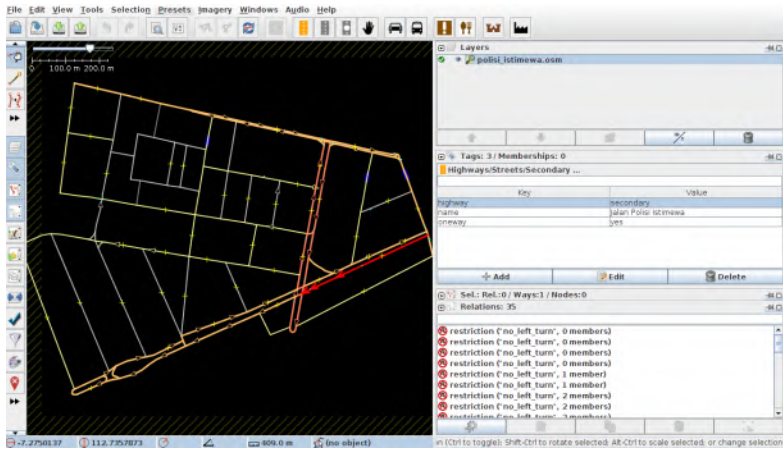 File Edit View Tools Selection Presets Imagery Windows Audio Help
0 100.0 m 200.0 m
Layers
polisi_istimewa.osm
Tags: 3 / Memberships: 0
Highways/Streets/Secondary ...
Key Value
highway secondary
name Jalan Polisi Istimewa
oneway yes
Add Edit Delete
Sel.: Rel.:0 / Ways:1 / Nodes:0
Relations: 35
restriction ("no_left_turn", 0 members)
restriction ("no_left_turn", 0 members)
restriction ("no_left_turn", 0 members)
restriction ("no_left_turn", 0 members)
restriction ("no_left_turn", 1 member)
restriction ("no_left_turn", 1 member)
restriction ("no_left_turn", 2 members)
restriction ("no_left_turn", 2 members)
-7.2750137 112.7357873 409.0 m (no object) n (Ctrl to toggle); Shift-Ctrl to rotate selected; Alt-Ctrl to scale selected; or change selection